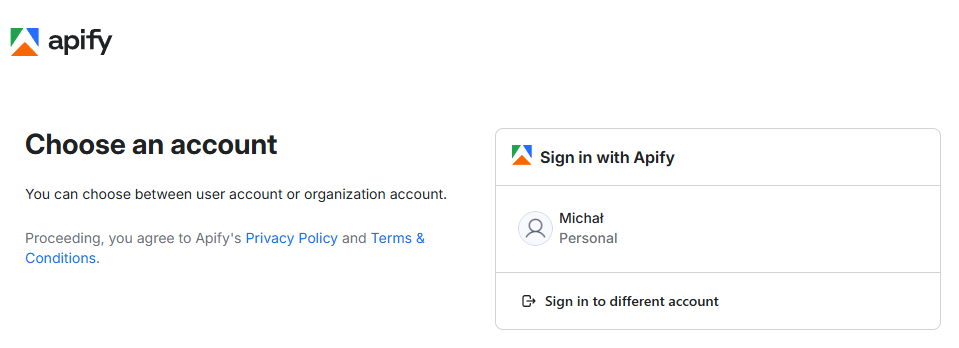 apify
Choose an account
You can choose between user account or organization account.
Proceeding, you agree to Apify's Privacy Policy and Terms &
Conditions.
Sign in with Apify
Michał
Personal
Sign in to different account